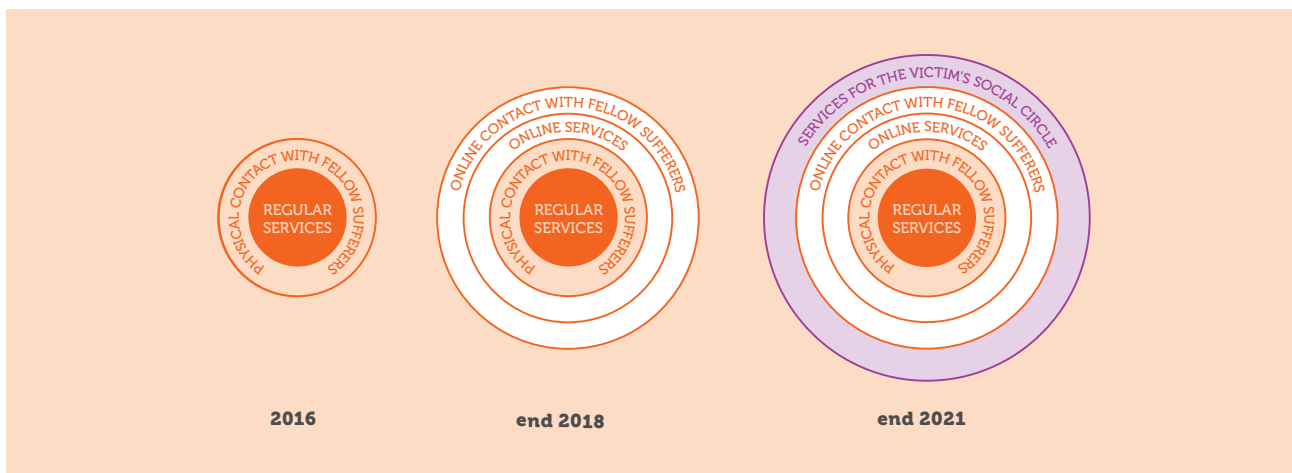 PHYSICAL CONTACT WITH FELLOW SUFFERERS
REGULAR
SERVICES
2016
ONLINE CONTACT WITH FELLOW SUFFERERS
ONLINE SERVICES
PHYSICAL CONTACT WITH FELLOW SUFFERERS
REGULAR
SERVICES
end 2018
SERVICES FOR THE VICTIM'S SOCIAL CIRCLE
ONLINE CONTACT WITH FELLOW SUFFERERS
ONLINE SERVICES
PHYSICAL CONTACT WITH FELLOW SUFFERERS
REGULAR
SERVICES
end 2021